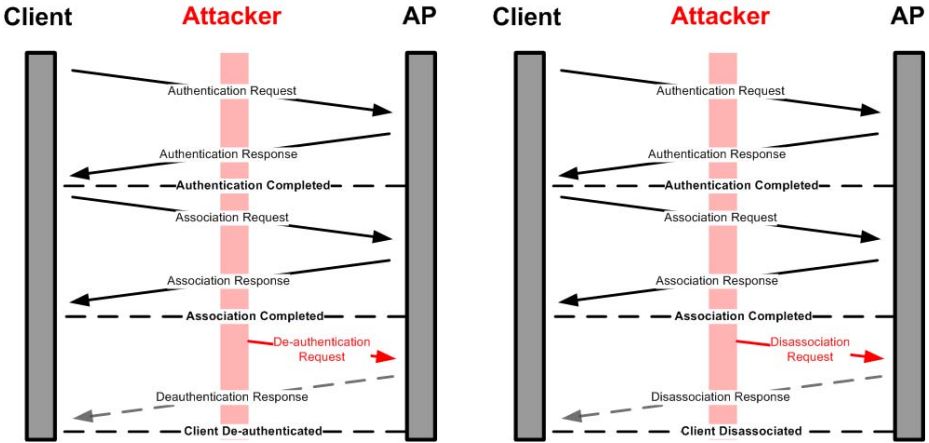 Client Attacker AP
Authentication Request
Authentication Response
Authentication Completed
Association Request
Association Response
Association Completed
De-authentication
Request
Deauthentication Response
Client De-authenticated
Client Attacker AP
Authentication Request
Authentication Response
Authentication Completed
Association Request
Association Response
Association Completed
Disassociation
Request
Disassociation Response
Client Disassociated